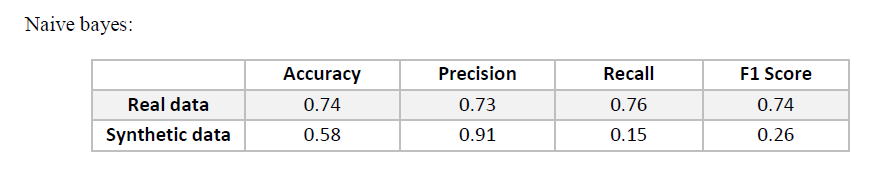 Naive bayes:
Accuracy Precision Recall F1 Score
Real data 0.74 0.73 0.76 0.74
Synthetic data 0.58 0.91 0.15 0.26